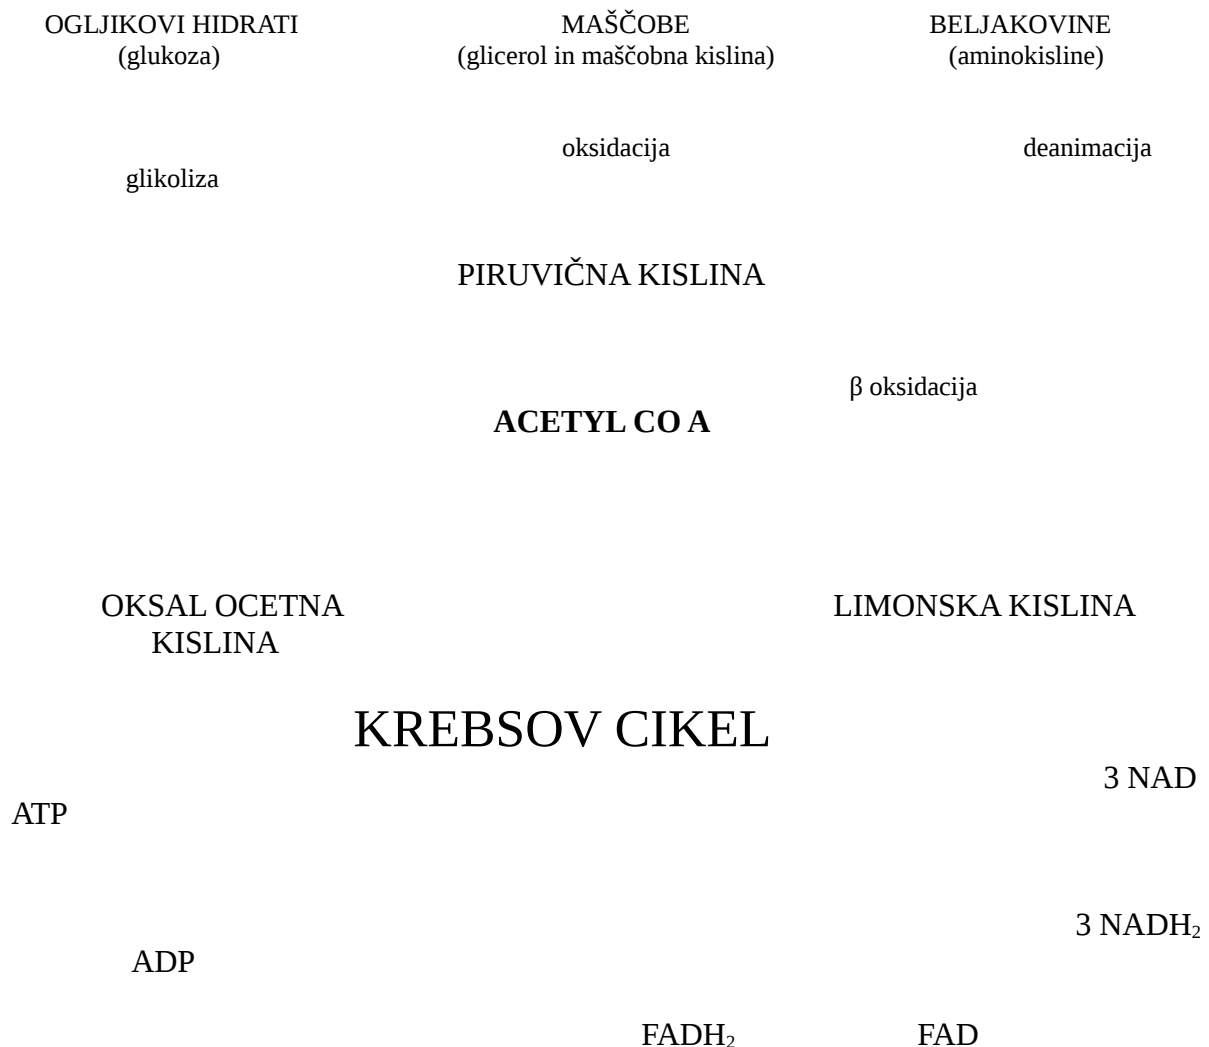 OGLJIKOVI HIDRATI MAŠČOBE BELJAKOVINE
(glukoza) (glicerol in maščobna kislina) (aminokisline)
oksidacija deanimacija
glikoliza
PIRUVIČNA KISLINA
β oksidacija
ACETYL CO A
OKSAL OCETNA LIMONSKA KISLINA
KISLINA
KREBSOV CIKEL
3 NAD
ATP
3 NADH₂
ADP
FADH₂ FAD